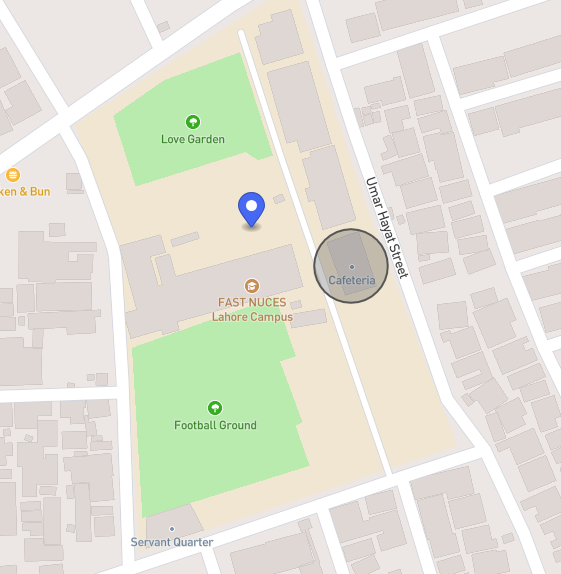 Love Garden
ken & Bun
Umar Hayat Street
Cafeteria
FAST NUCES
Lahore Campus
Football Ground
Servant Quarter